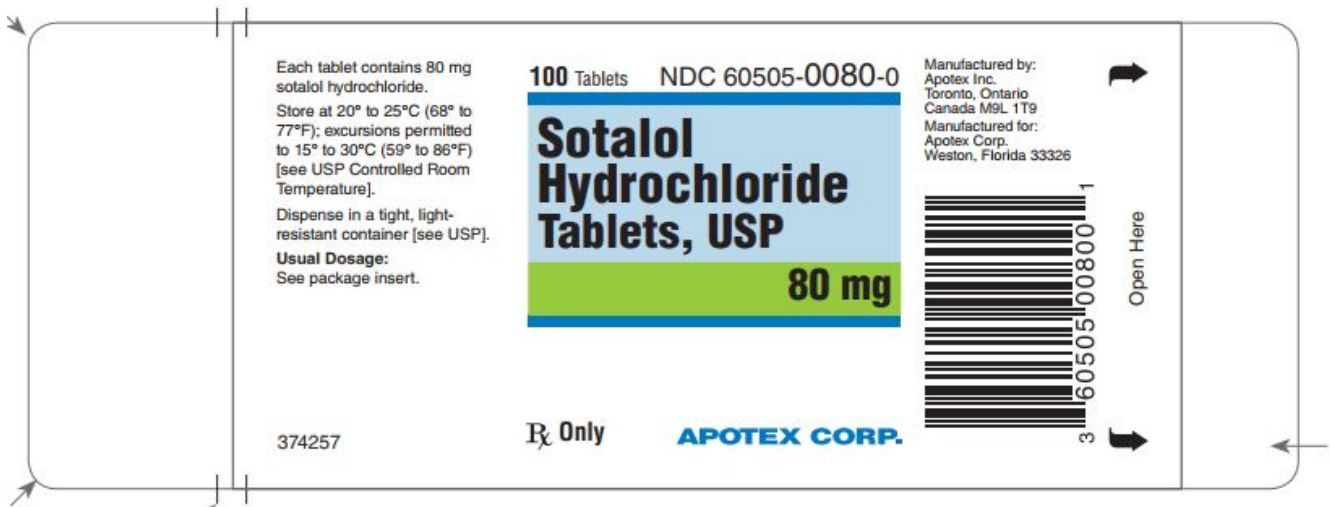 Each tablet contains 80 mg
sotalol hydrochloride.
Store at 20° to 25°C (68° to
77°F); excursions permitted
to 15° to 30°C (59° to 86°F)
[see USP Controlled Room
Temperature].
Dispense in a tight, light-
resistant container [see USP].
Usual Dosage:
See package insert.
374257
100 Tablets NDC 60505-0080-0
Sotalol
Hydrochloride
Tablets, USP
80 mg
Rx Only
APOTEX CORP.
Manufactured by:
Apotex Inc.
Toronto, Ontario
Canada M9L 1T9
Manufactured for:
Apotex Corp.
Weston, Florida 33326
3 60505 00800 1
Open Here